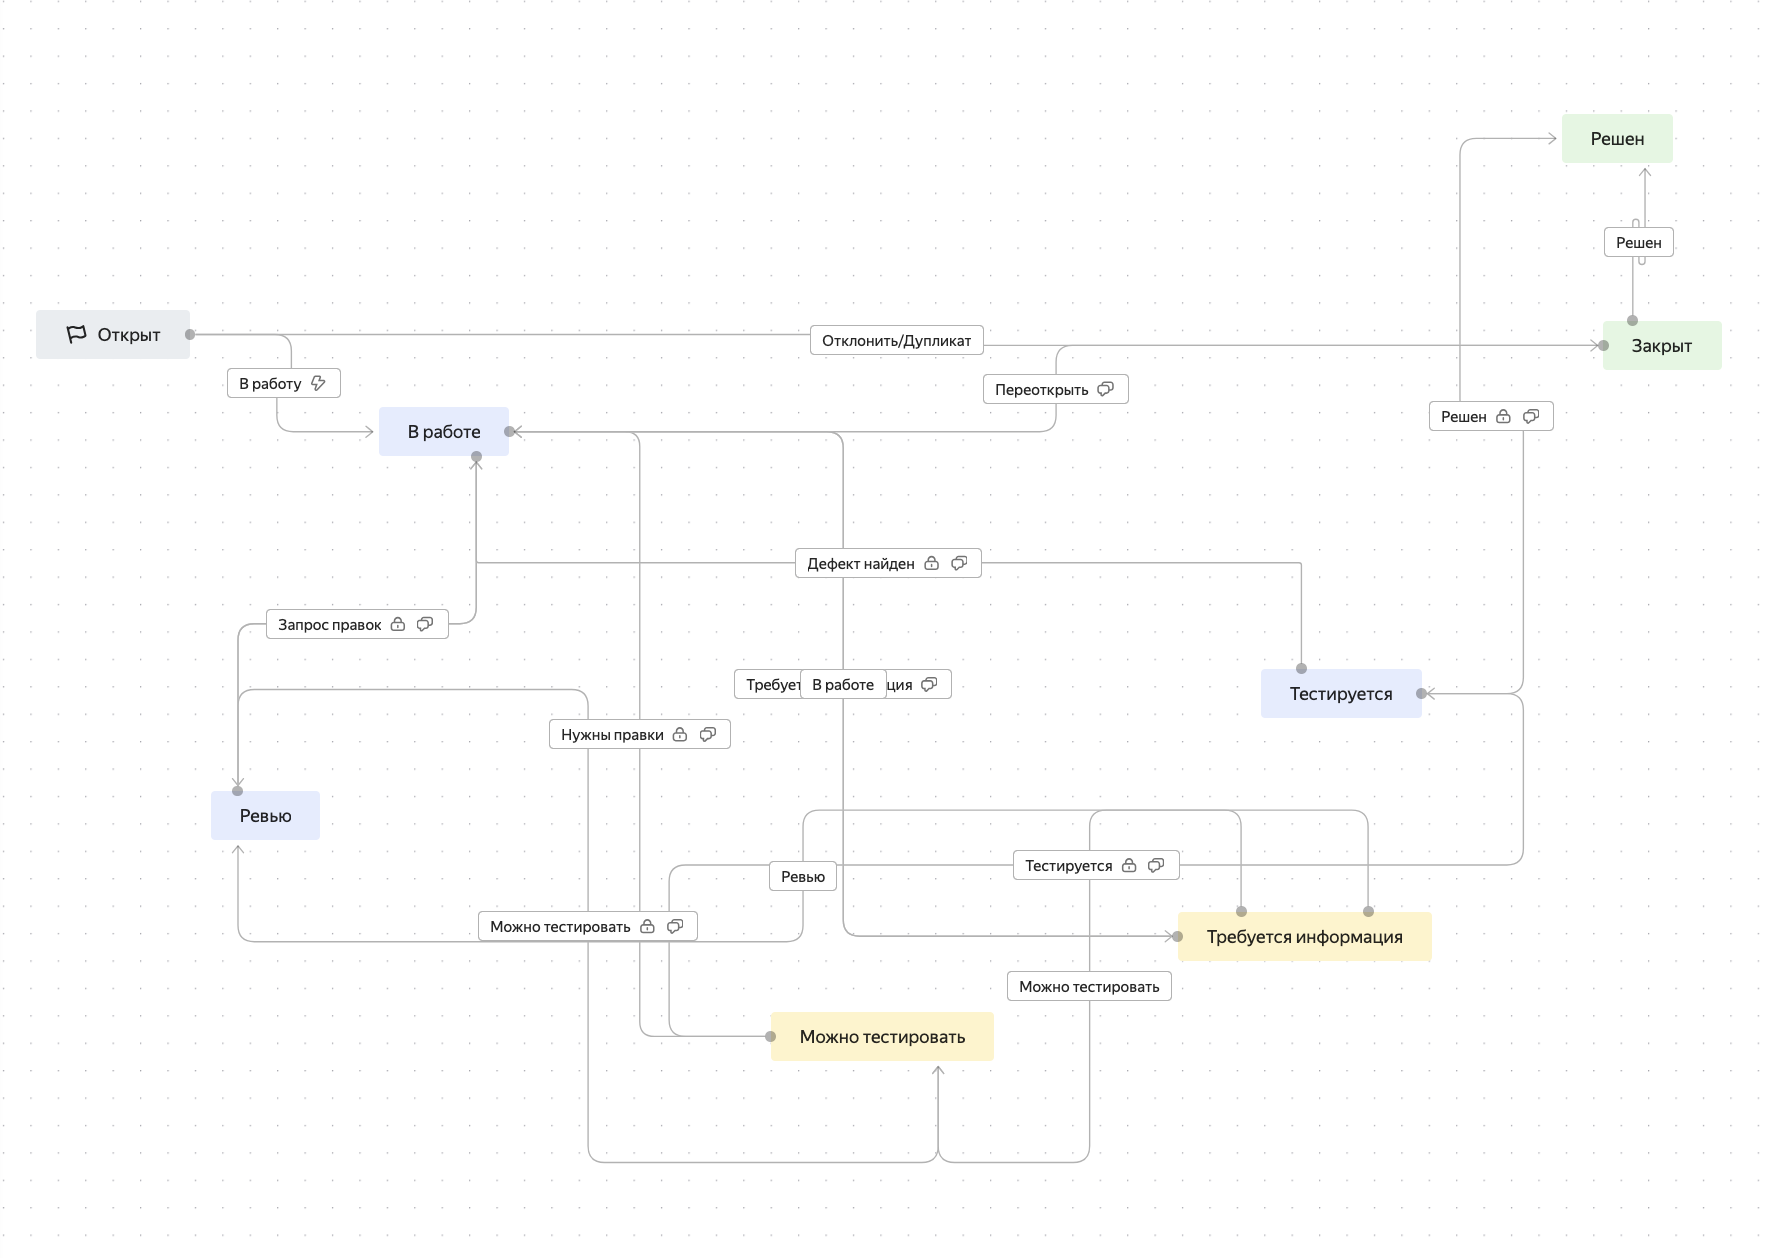 Решен
Решен
Открыт
Отклонить/Дупликат
Закрыт
В работу
Переоткрыть
Решен
В работе
Дефект найден
Запрос правок
Требует
В работе
ция
Тестируется
Нужны правки
Ревью
Тестируется
Ревью
Можно тестировать
Требуется информация
Можно тестировать
Можно тестировать